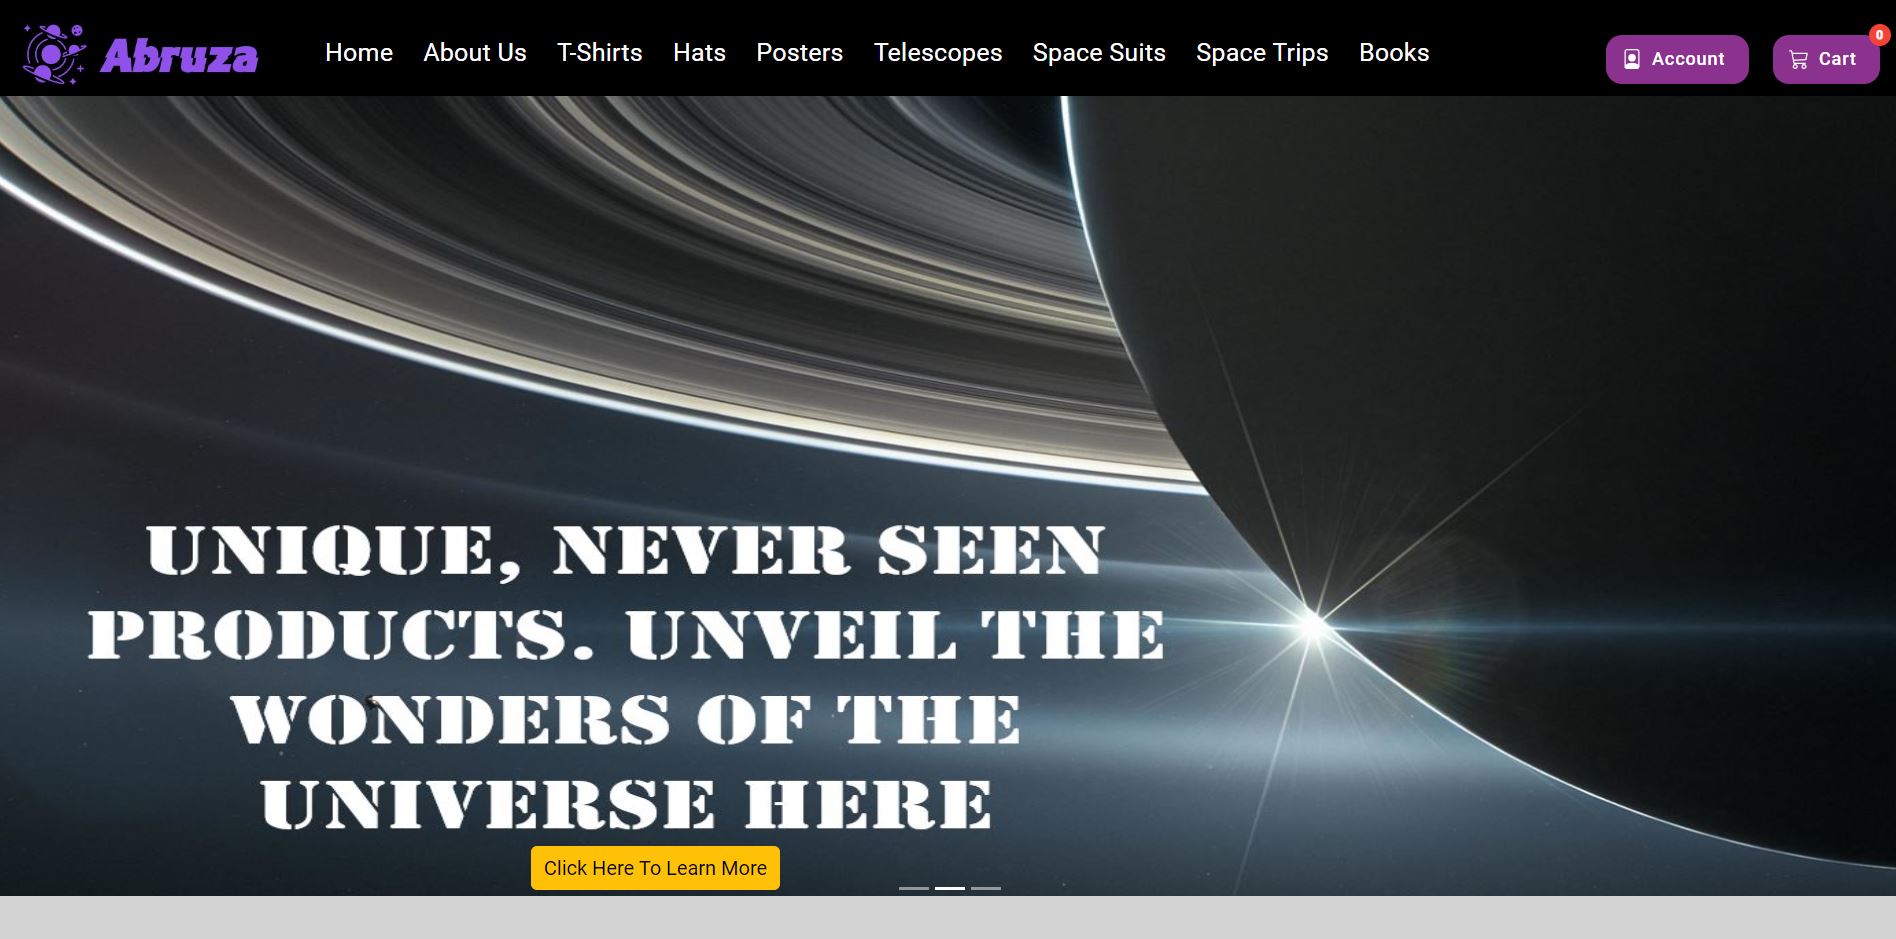 Abruza
Home About Us T-Shirts Hats Posters Telescopes Space Suits Space Trips Books
Account
Cart
0
UNIQUE, NEVER SEEN
PRODUCTS. UNVEIL THE
WONDERS OF THE
UNIVERSE HERE
Click Here To Learn More